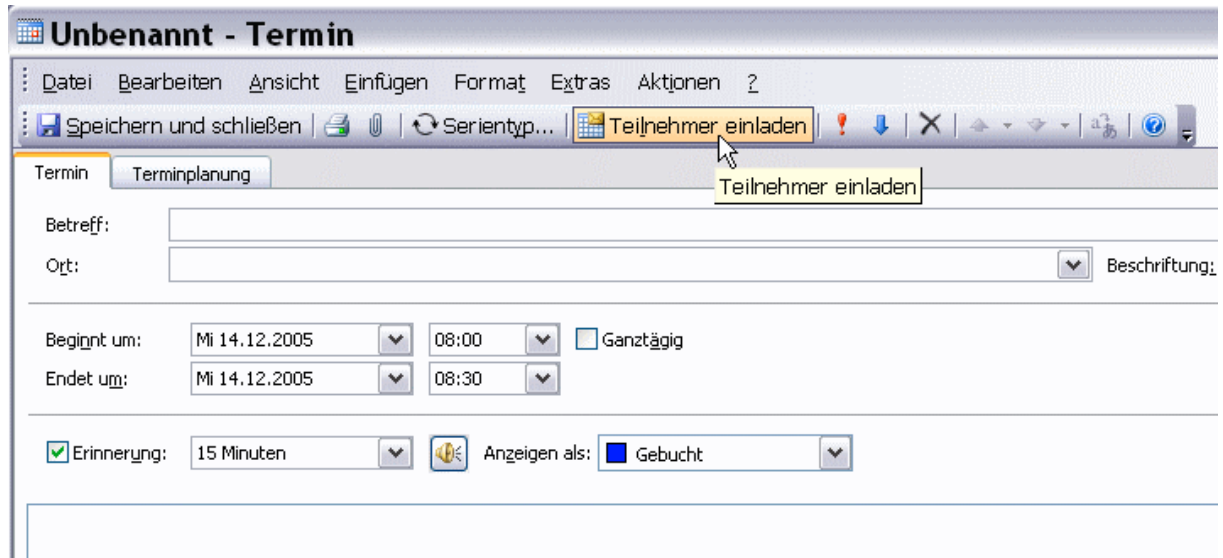 Unbenannt - Termin
Datei Bearbeiten Ansicht Einfügen Format Extras Aktionen ?
Speichern und schließen Serientyp... Teilnehmer einladen
Termin Terminplanung
Teilnehmer einladen
Betreff:
Ort: Beschriftung:
Beginnt um: Mi 14.12.2005 08:00 Ganztägig
Endet um: Mi 14.12.2005 08:30
Erinnerung: 15 Minuten Anzeigen als: Gebucht